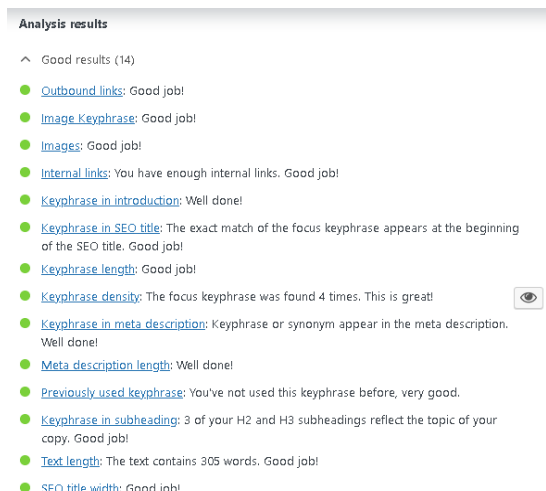 Analysis results
Good results (14)
Outbound links: Good job!
Image Keyphrase: Good job!
Images: Good job!
Internal links: You have enough internal links. Good job!
Keyphrase in introduction: Well done!
Keyphrase in SEO title: The exact match of the focus keyphrase appears at the beginning
of the SEO title. Good job!
Keyphrase length: Good job!
Keyphrase density: The focus keyphrase was found 4 times. This is great!
Keyphrase in meta description: Keyphrase or synonym appear in the meta description.
Well done!
Meta description length: Well done!
Previously used keyphrase: You've not used this keyphrase before, very good.
Keyphrase in subheading: 3 of your H2 and H3 subheadings reflect the topic of your
copy. Good job!
Text length: The text contains 305 words. Good job!
SEO title width: Good job!